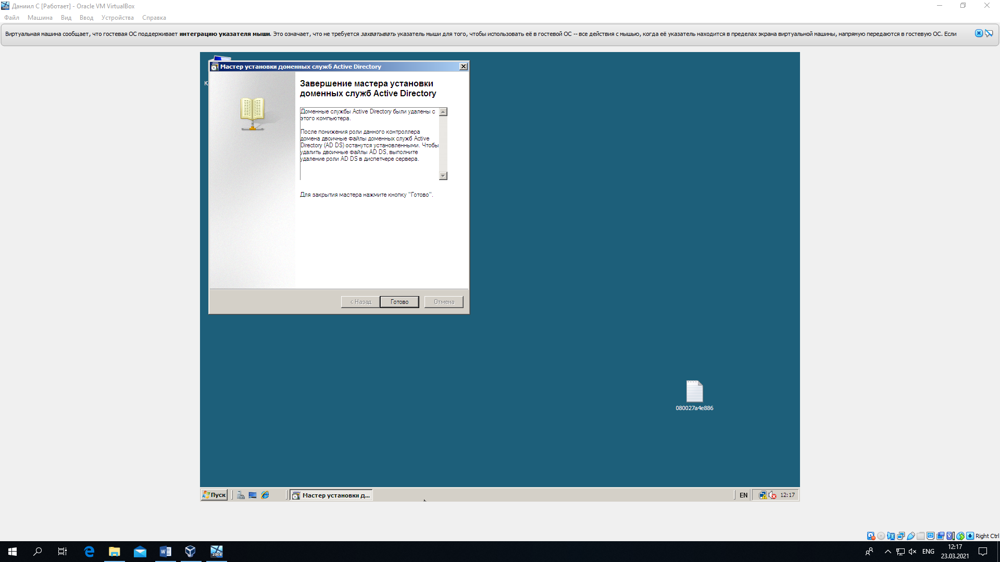 Даниил С [Работает] - Oracle VM VirtualBox
Файл Машина Вид Ввод Устройства Справка
Виртуальная машина сообщает, что гостевая ОС поддерживает интеграцию указателя мыши. Это означает, что не требуется захватывать указатель мыши для того, чтобы использовать её в гостевой ОС -- все действия с мышью, когда её указатель находится в пределах экрана виртуальной машины, напрямую передаются в гостевую ОС. Если
Мастер установки доменных служб Active Directory
К
Завершение мастера установки
доменных служб Active Directory
Доменные службы Active Directory были удалены с
этого компьютера.
После понижения роли данного контроллера
домена двоичные файлы доменных служб Active
Directory (AD DS) останутся установленными. Чтобы
удалить двоичные файлы AD DS, выполните
удаление роли AD DS в диспетчере сервера.
Для закрытия мастера нажмите кнопку "Готово".
< Назад Готово Отмена
080027a4e886
Пуск Мастер установки д... EN 12:17
Right Ctrl
2008 ENG 12:17
23.03.2021